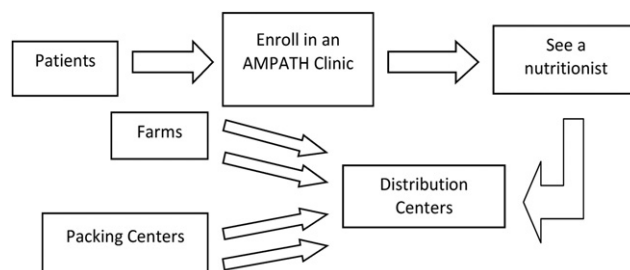 Patients
Enroll in an
AMPATH Clinic
See a
nutritionist
Farms
Distribution
Centers
Packing Centers